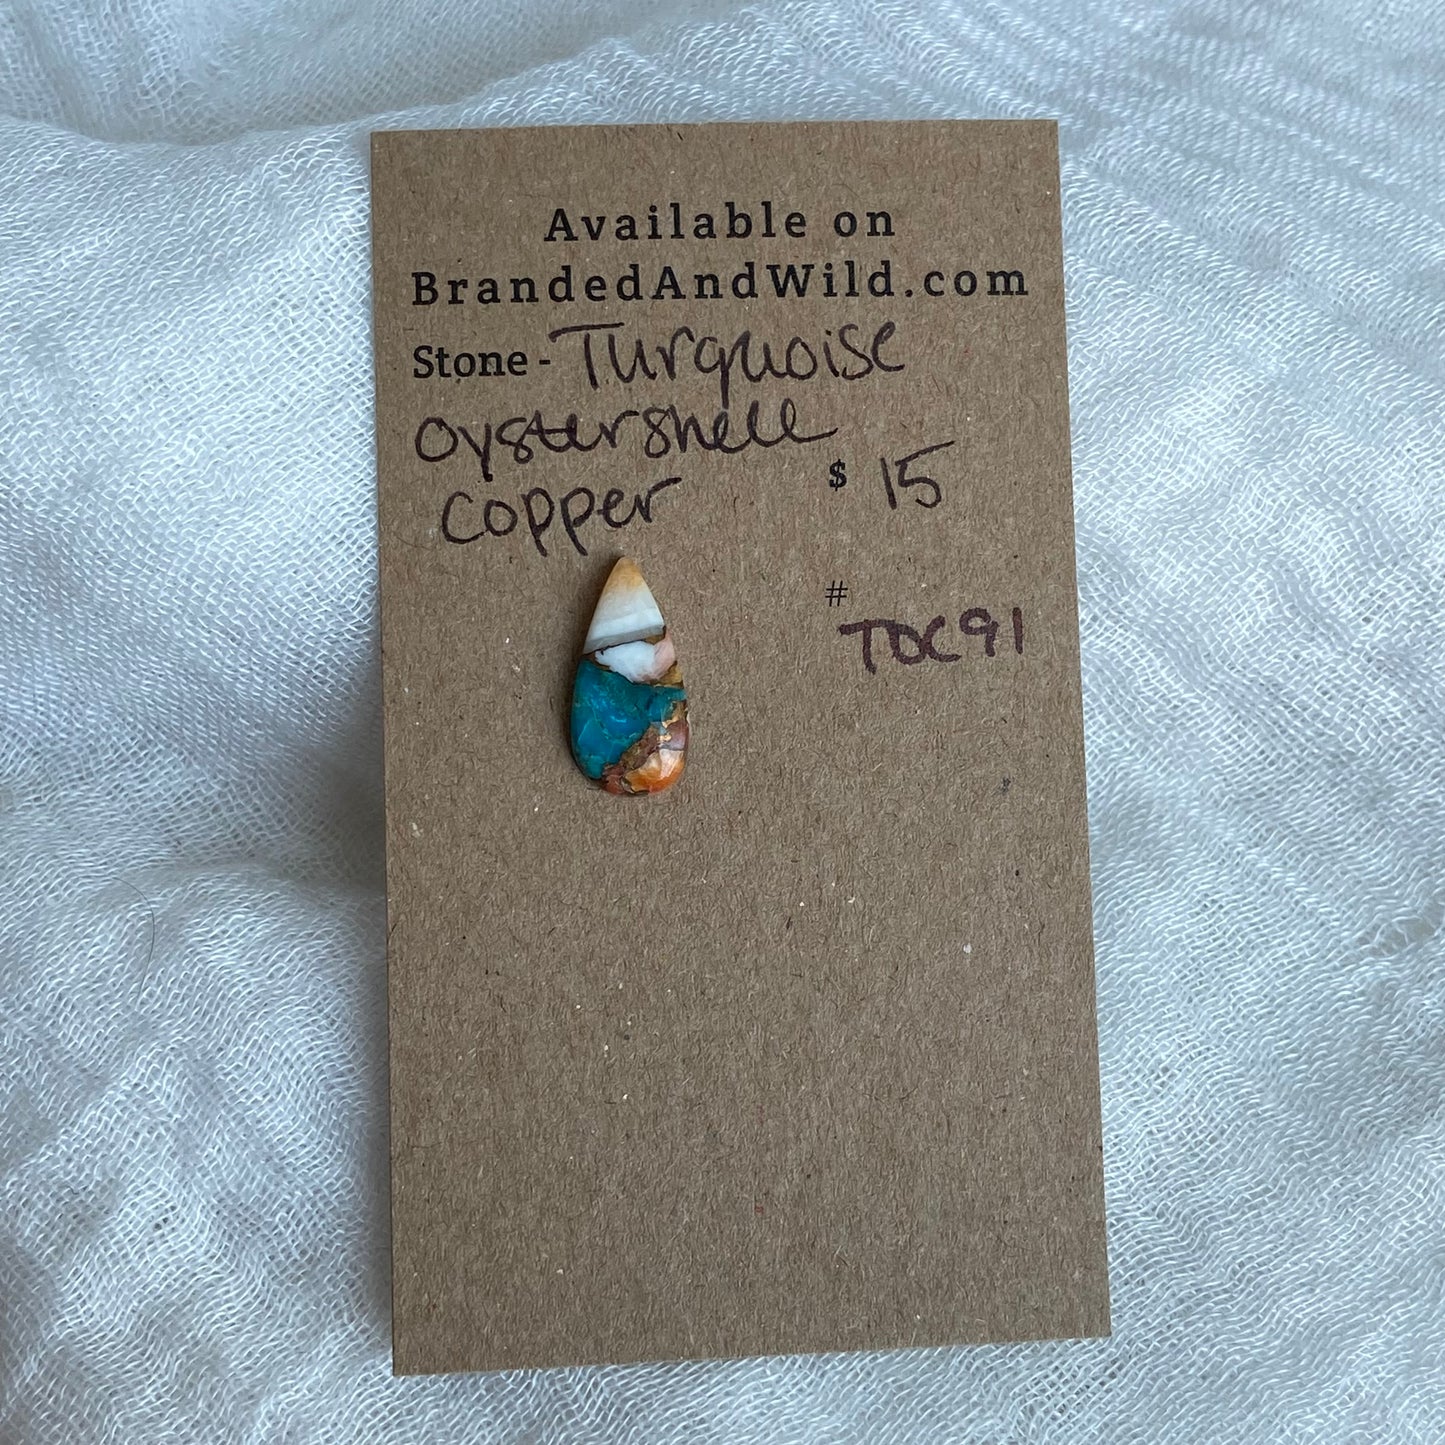 Available on
BrandedAndWild.com
Stone - Turquoise
oystershell
copper
$ 15
#
TOC91